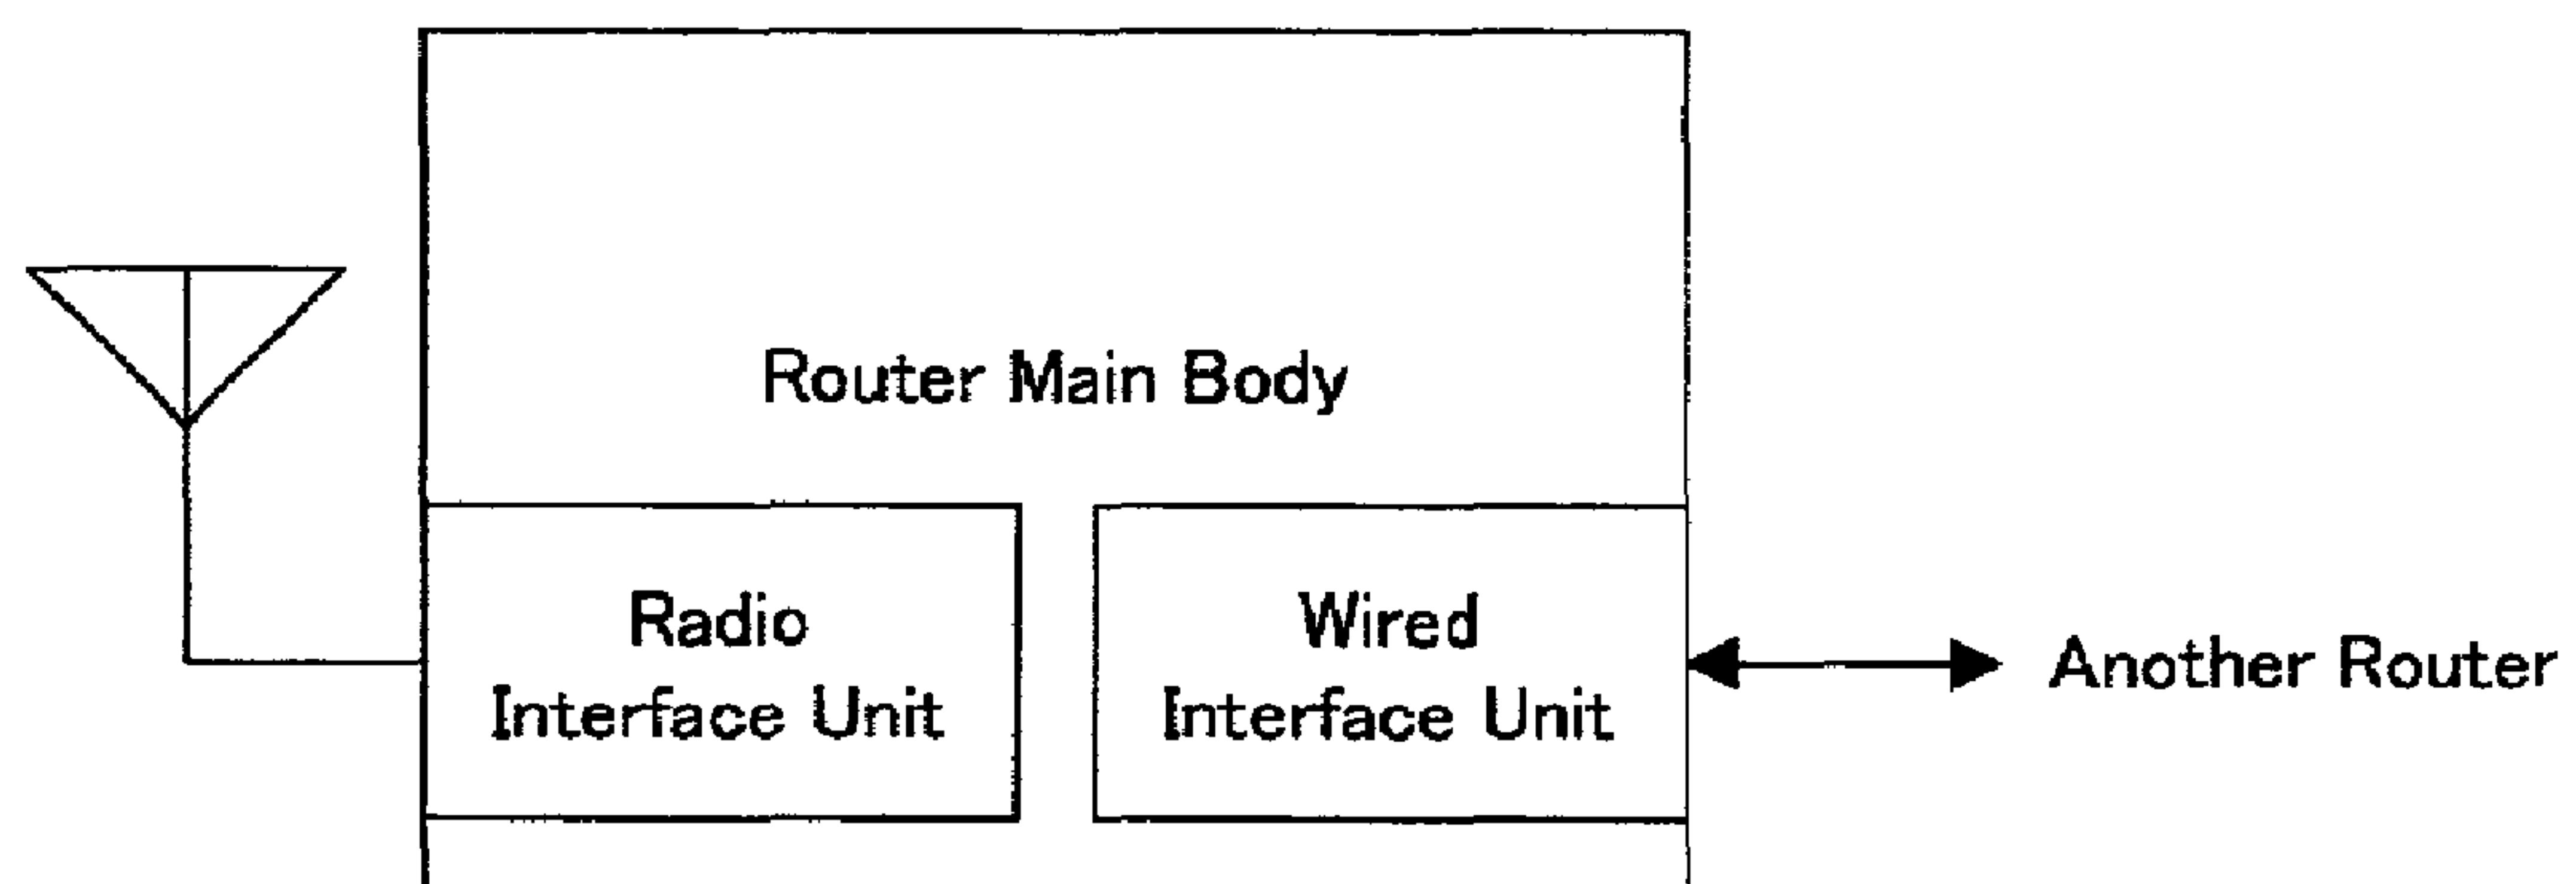 Router Main Body
Radio
Interface Unit
Wired
Interface Unit
Another Router